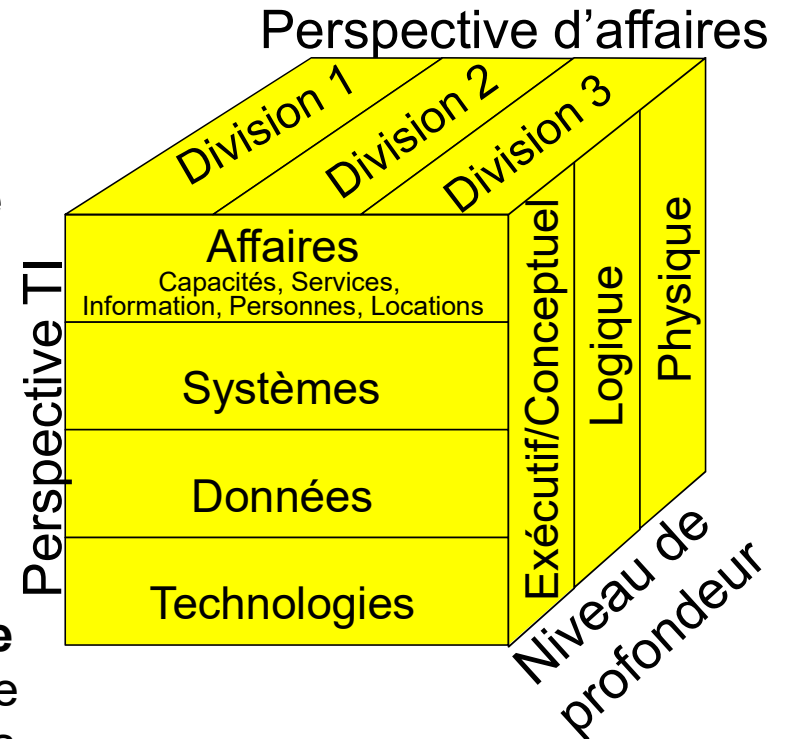 Perspective d’affaires
Division 1
Division 2
Division 3
Perspective TI
Affaires
Capacités, Services,
Information, Personnes, Locations
Systèmes
Données
Technologies
Exécutif/Conceptuel
Logique
Physique
Niveau de
profondeur
e
e